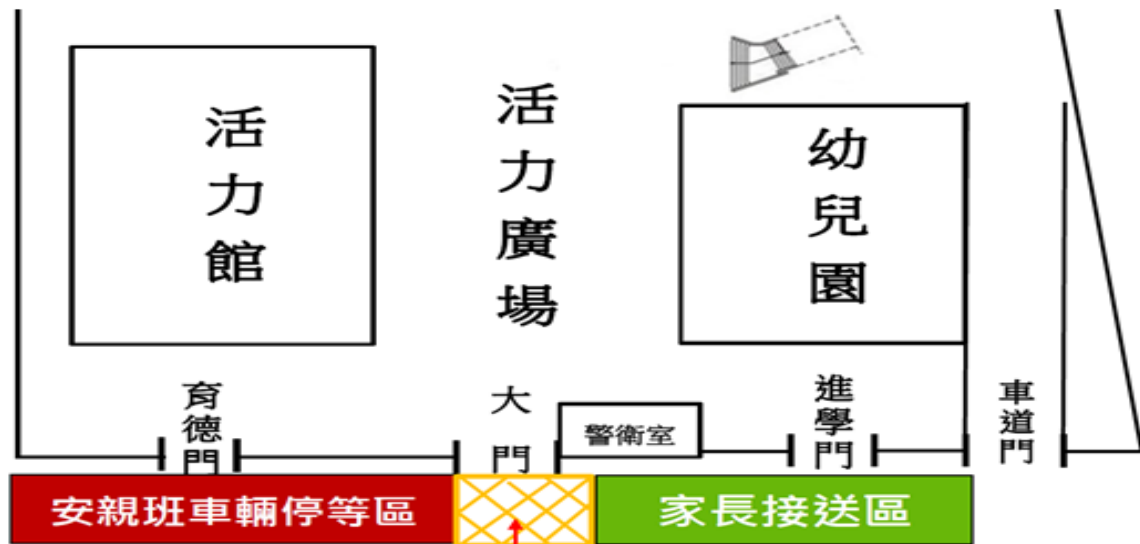 活力館
活力廣場
幼兒園
育德門
大門
警衛室
進學門
車道門
安親班車輛停等區
家長接送區